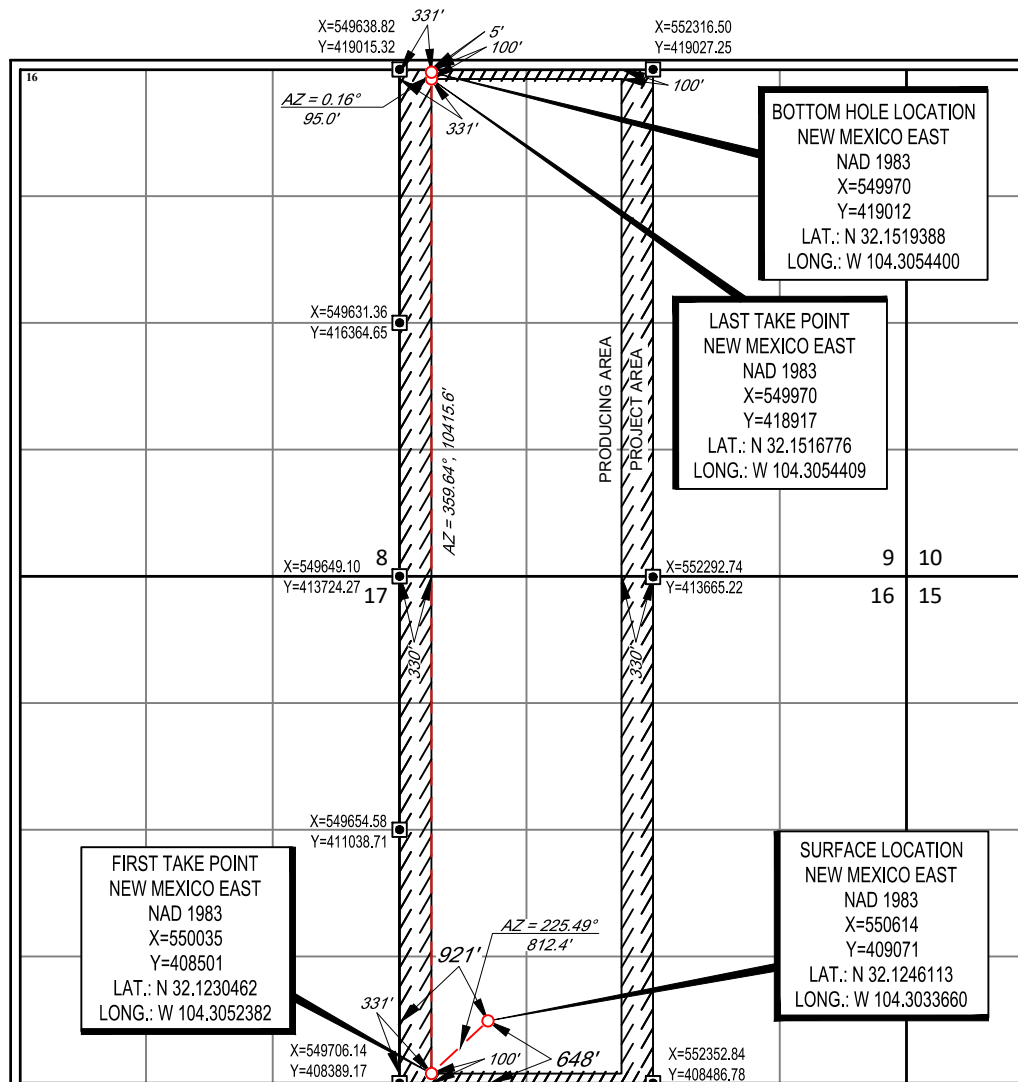 X=549638.82
Y=419015.32
331'
5'
100'
X=552316.50
Y=419027.25
16
AZ = 0.16°
95.0'
331'
100'
BOTTOM HOLE LOCATION
NEW MEXICO EAST
NAD 1983
X=549970
Y=419012
LAT.: N 32.1519388
LONG.: W 104.3054400
X=549631.36
Y=416364.65
LAST TAKE POINT
NEW MEXICO EAST
NAD 1983
X=549970
Y=418917
LAT.: N 32.1516776
LONG.: W 104.3054409
PRODUCING AREA
PROJECT AREA
AZ = 359.64°, 10415.6'
X=549649.10
Y=413724.27
8
17
X=552292.74
Y=413665.22
9 10
16 15
330'
330'
X=549654.58
Y=411038.71
FIRST TAKE POINT
NEW MEXICO EAST
NAD 1983
X=550035
Y=408501
LAT.: N 32.1230462
LONG.: W 104.3052382
SURFACE LOCATION
NEW MEXICO EAST
NAD 1983
X=550614
Y=409071
LAT.: N 32.1246113
LONG.: W 104.3033660
AZ = 225.49°
812.4'
921'
331'
X=549706.14
Y=408389.17
100'
648'
X=552352.84
Y=408486.78